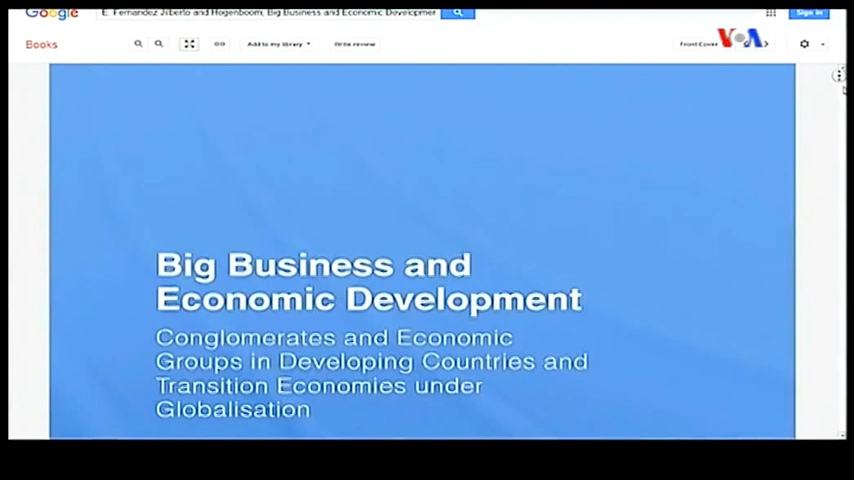 Google
E. Fernandez Jilberto and Hogenboom, Big Business and Economic Developmer
Sign in
Books
Add to my library
Write review
Front Cover
VOA
Big Business and
Economic Development
Conglomerates and Economic
Groups in Developing Countries and
Transition Economies under
Globalisation